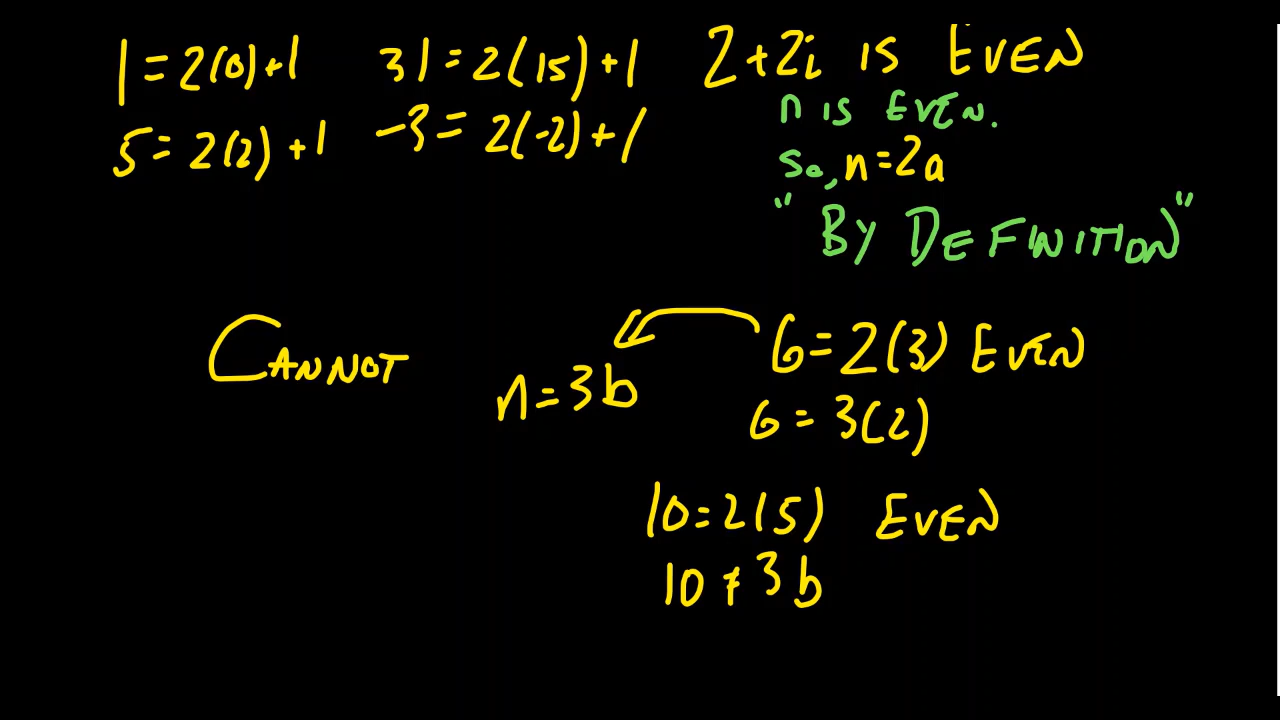 1 = 2(0)+1
5 = 2(2)+1
31 = 2(15)+1
-3 = 2(-2)+1
2+2i IS EVEN
n IS EVEN.
so, n=2a
"BY DEFINITION"
CANNOT
n=3b
6=2(3) EVEN
6 = 3(2)
10=2(5) EVEN
10≠3b